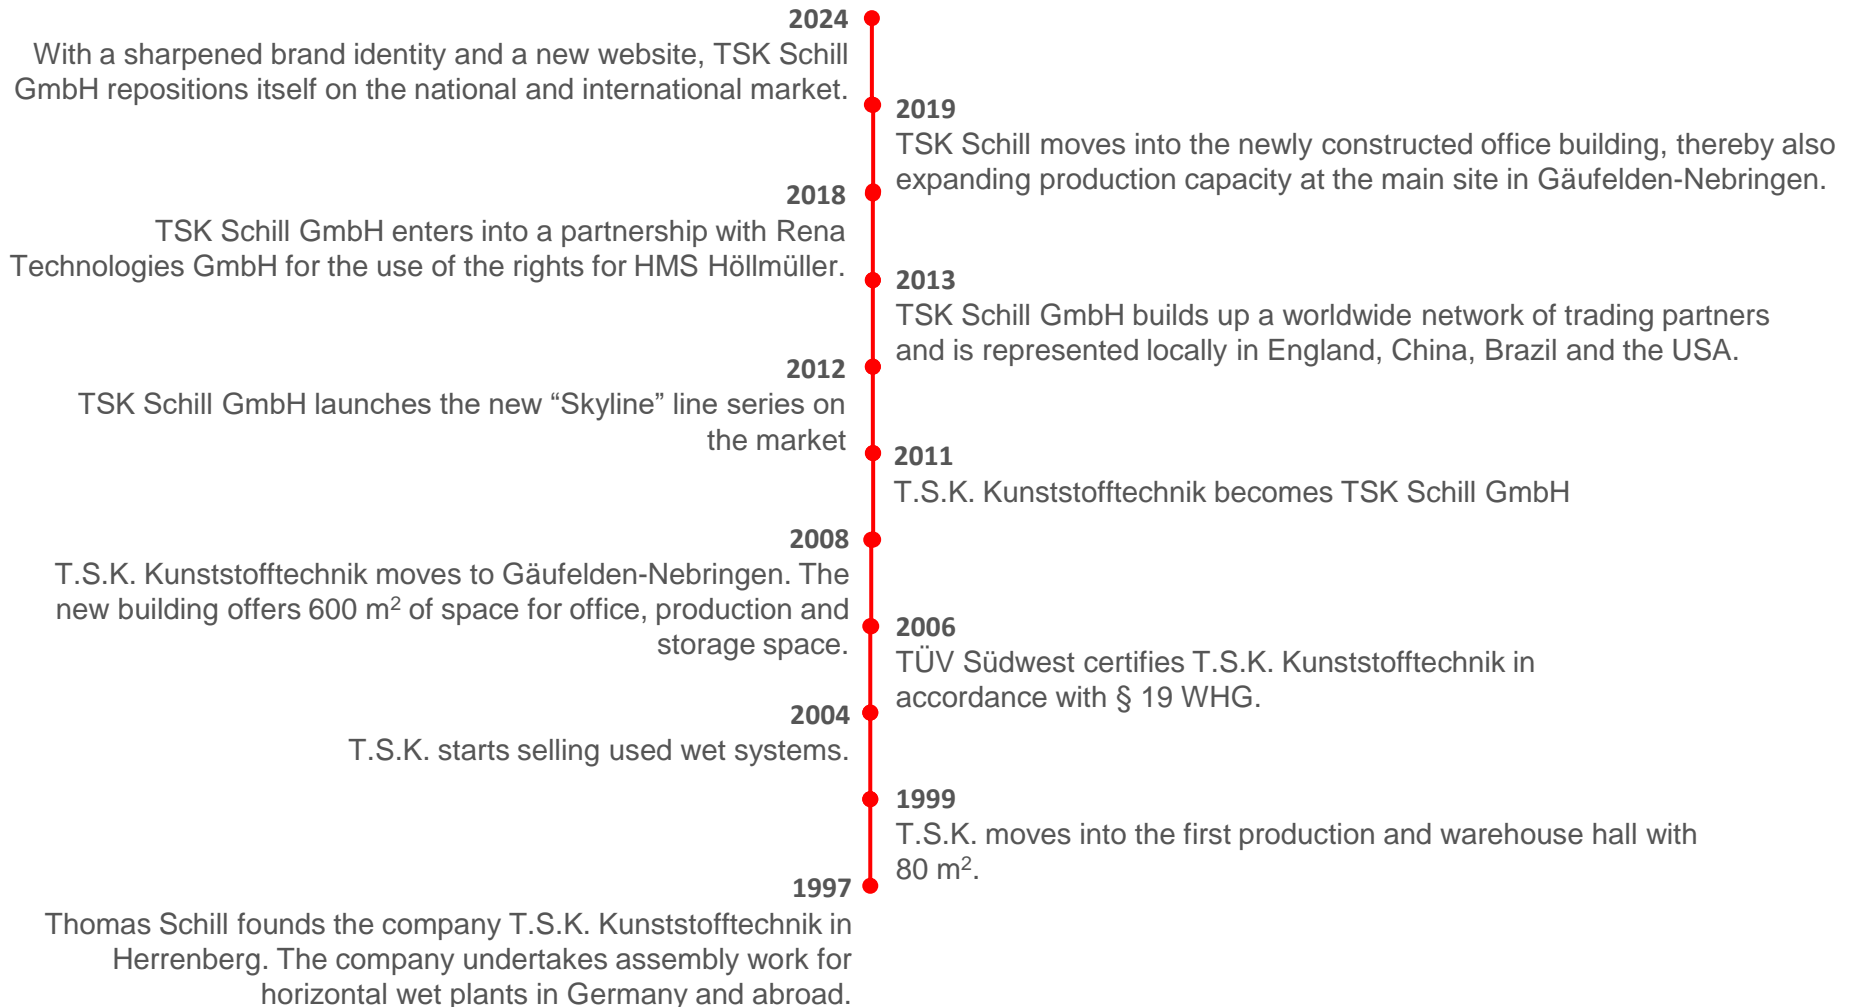 2024
With a sharpened brand identity and a new website, TSK Schill
GmbH repositions itself on the national and international market.
2019
TSK Schill moves into the newly constructed office building, thereby also
expanding production capacity at the main site in Gäufelden-Nebringen.
2018
TSK Schill GmbH enters into a partnership with Rena
Technologies GmbH for the use of the rights for HMS Höllmüller.
2013
TSK Schill GmbH builds up a worldwide network of trading partners
and is represented locally in England, China, Brazil and the USA.
2012
TSK Schill GmbH launches the new “Skyline” line series on
the market
2011
T.S.K. Kunststofftechnik becomes TSK Schill GmbH
2008
T.S.K. Kunststofftechnik moves to Gäufelden-Nebringen. The
new building offers 600 m² of space for office, production and
storage space.
2006
TÜV Südwest certifies T.S.K. Kunststofftechnik in
accordance with § 19 WHG.
2004
T.S.K. starts selling used wet systems.
1999
T.S.K. moves into the first production and warehouse hall with
80 m².
1997
Thomas Schill founds the company T.S.K. Kunststofftechnik in
Herrenberg. The company undertakes assembly work for
horizontal wet plants in Germany and abroad.